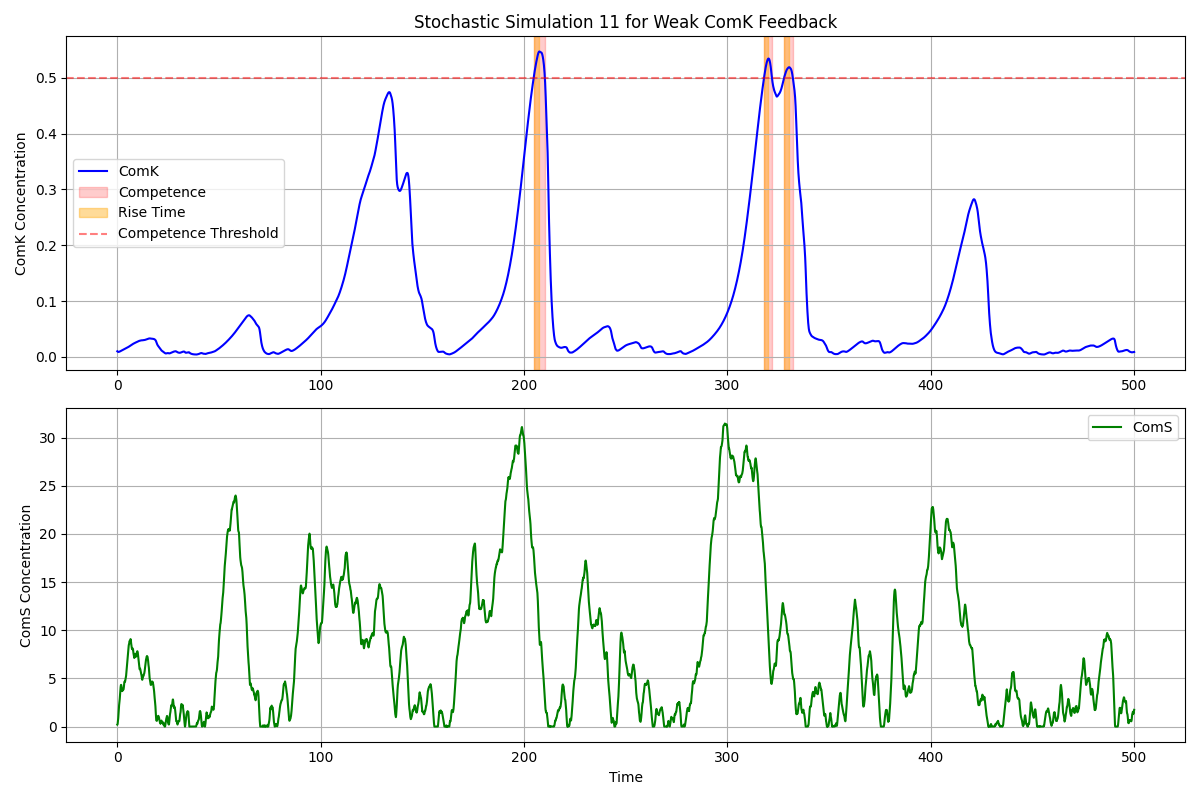 Stochastic Simulation 11 for Weak ComK Feedback
ComK Concentration
0.5
0.4
0.3
0.2
0.1
0.0
ComK
Competence
Rise Time
Competence Threshold
0 100 200 300 400 500
ComS Concentration
30
25
20
15
10
5
0
ComS
0 100 200 300 400 500
Time